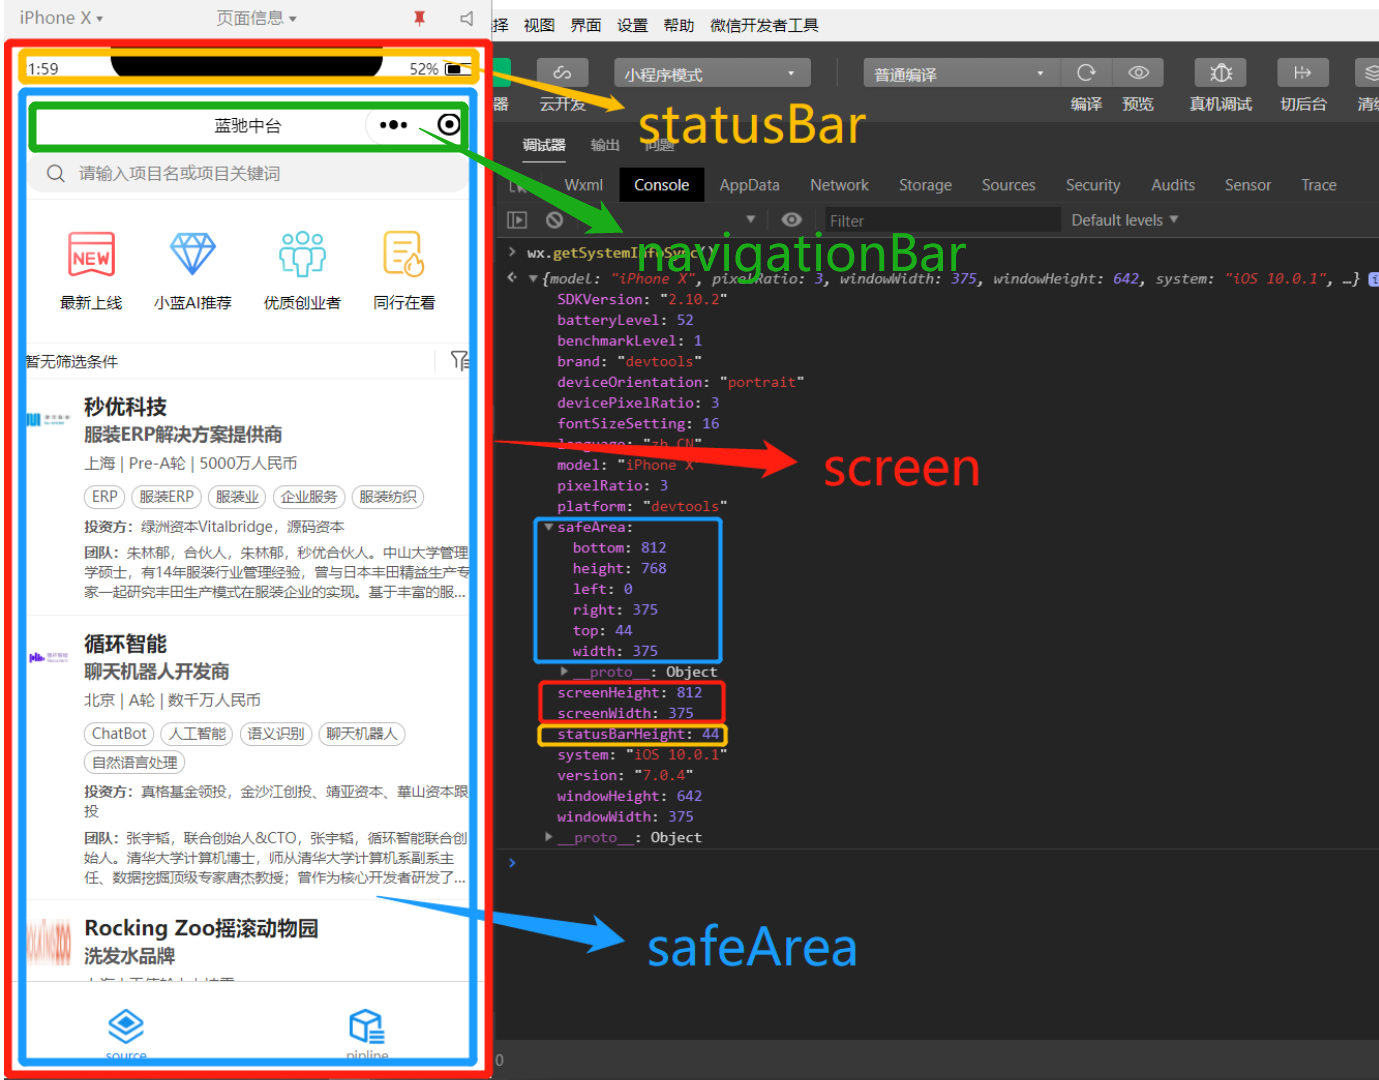 iPhone X
页面信息
择 视图 界面 设置 帮助 微信开发者工具
1:59
52%
器
云开发
小程序模式
普通编译
编译
预览
真机调试
切后台
清
statusBar
蓝驰中台
请输入项目名或项目关键词
调试器 输出 问题
Wxml Console AppData Network Storage Sources Security Audits Sensor Trace
Filter
Default levels
navigationBar
NEW
最新上线
小蓝AI推荐
优质创业者
同行在看
暂无筛选条件
秒优科技
服装ERP解决方案提供商
上海 | Pre-A轮 | 5000万人民币
ERP 服装ERP 服装业 企业服务 服装纺织
投资方：绿洲资本Vitalbridge，源码资本
团队：朱林郁，合伙人，朱林郁，秒优合伙人。中山大学管理
学硕士，有14年服装行业管理经验，曾与日本丰田精益生产专
家一起研究丰田生产模式在服装企业的实现。基于丰富的服...
循环智能
聊天机器人开发商
北京 | A轮 | 数千万人民币
ChatBot 人工智能 语义识别 聊天机器人
自然语言处理
投资方：真格基金领投，金沙江创投、靖亚资本、華山资本跟
投
团队：张宇韬，联合创始人&CTO，张宇韬，循环智能联合创
始人。清华大学计算机博士，师从清华大学计算机系副系主
任、数据挖掘顶级专家唐杰教授；曾作为核心开发者研发了...
Rocking Zoo摇滚动物园
洗发水品牌
source
pipline
wx.getSystemInfoSync()
{model: "iPhone X", pixelRatio: 3, windowWidth: 375, windowHeight: 642, system: "iOS 10.0.1", …}
SDKVersion: "2.10.2"
batteryLevel: 52
benchmarkLevel: 1
brand: "devtools"
deviceOrientation: "portrait"
devicePixelRatio: 3
fontSizeSetting: 16
language: "zh_CN"
model: "iPhone X"
pixelRatio: 3
platform: "devtools"
safeArea:
bottom: 812
height: 768
left: 0
right: 375
top: 44
width: 375
__proto__: Object
screenHeight: 812
screenWidth: 375
statusBarHeight: 44
system: "iOS 10.0.1"
version: "7.0.4"
windowHeight: 642
windowWidth: 375
__proto__: Object
screen
safeArea
0